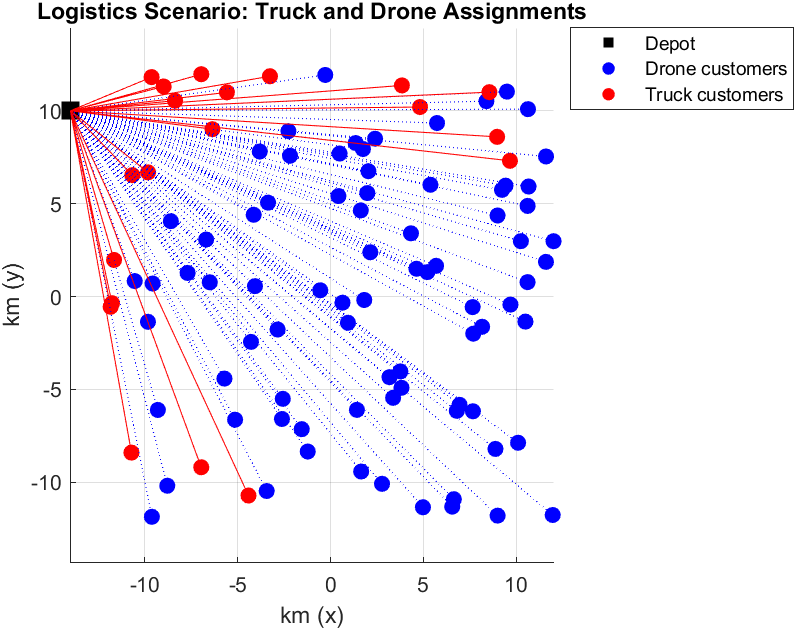 Logistics Scenario: Truck and Drone Assignments
Depot
Drone customers
Truck customers
10
5
0
-5
-10
km (y)
-10 -5 0 5 10
km (x)